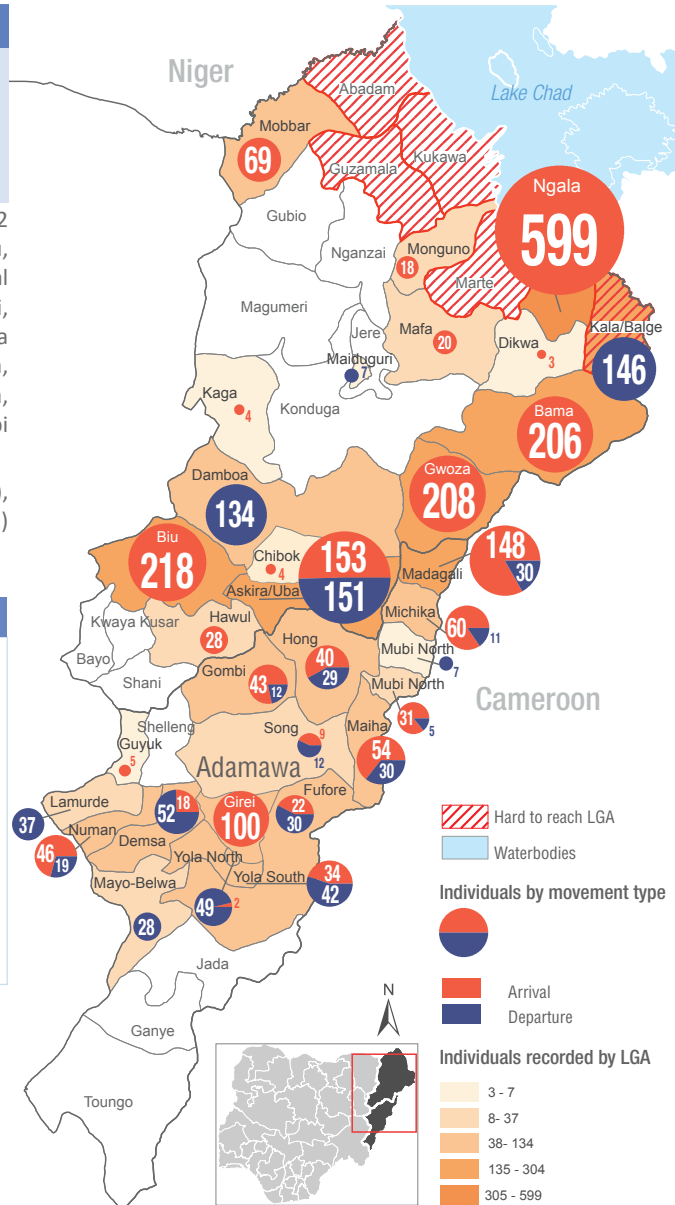 Niger
Lake Chad
Abadam
Mobbar
69
Kukawa
Guzamala
Ngala
599
Gubio
2
Nganzai
Monguno
18
Marte
al
Magumeri
Jere
Mafa
20
Dikwa
3
Kala/Balge
146
Maiduguri
7
Kaga
4
Konduga
Bama
206
Damboa
134
Gwoza
208
Biu
218
Chibok
4
153
151
148
30
Madagali
Askira/Uba
Michika
60
11
Kwaya Kusar
Hawul
28
Hong
40
29
Mubi North
7
Bayo
Shani
Gombi
43
12
Mubi North
31
5
Cameroon
Shelleng
Guyuk
5
Song
9
12
Maiha
54
30
Adamawa
Fufore
22
30
Lamurde
37
52
18
Girei
100
Numan
46
19
Demsa
Yola North
Yola South
34
42
Mayo-Belwa
28
49
2
Jada
Ganye
Toungo
Hard to reach LGA
Waterbodies
Individuals by movement type
Arrival
Departure
N
Individuals recorded by LGA
3 - 7
8- 37
38- 134
135 - 304
305 - 599